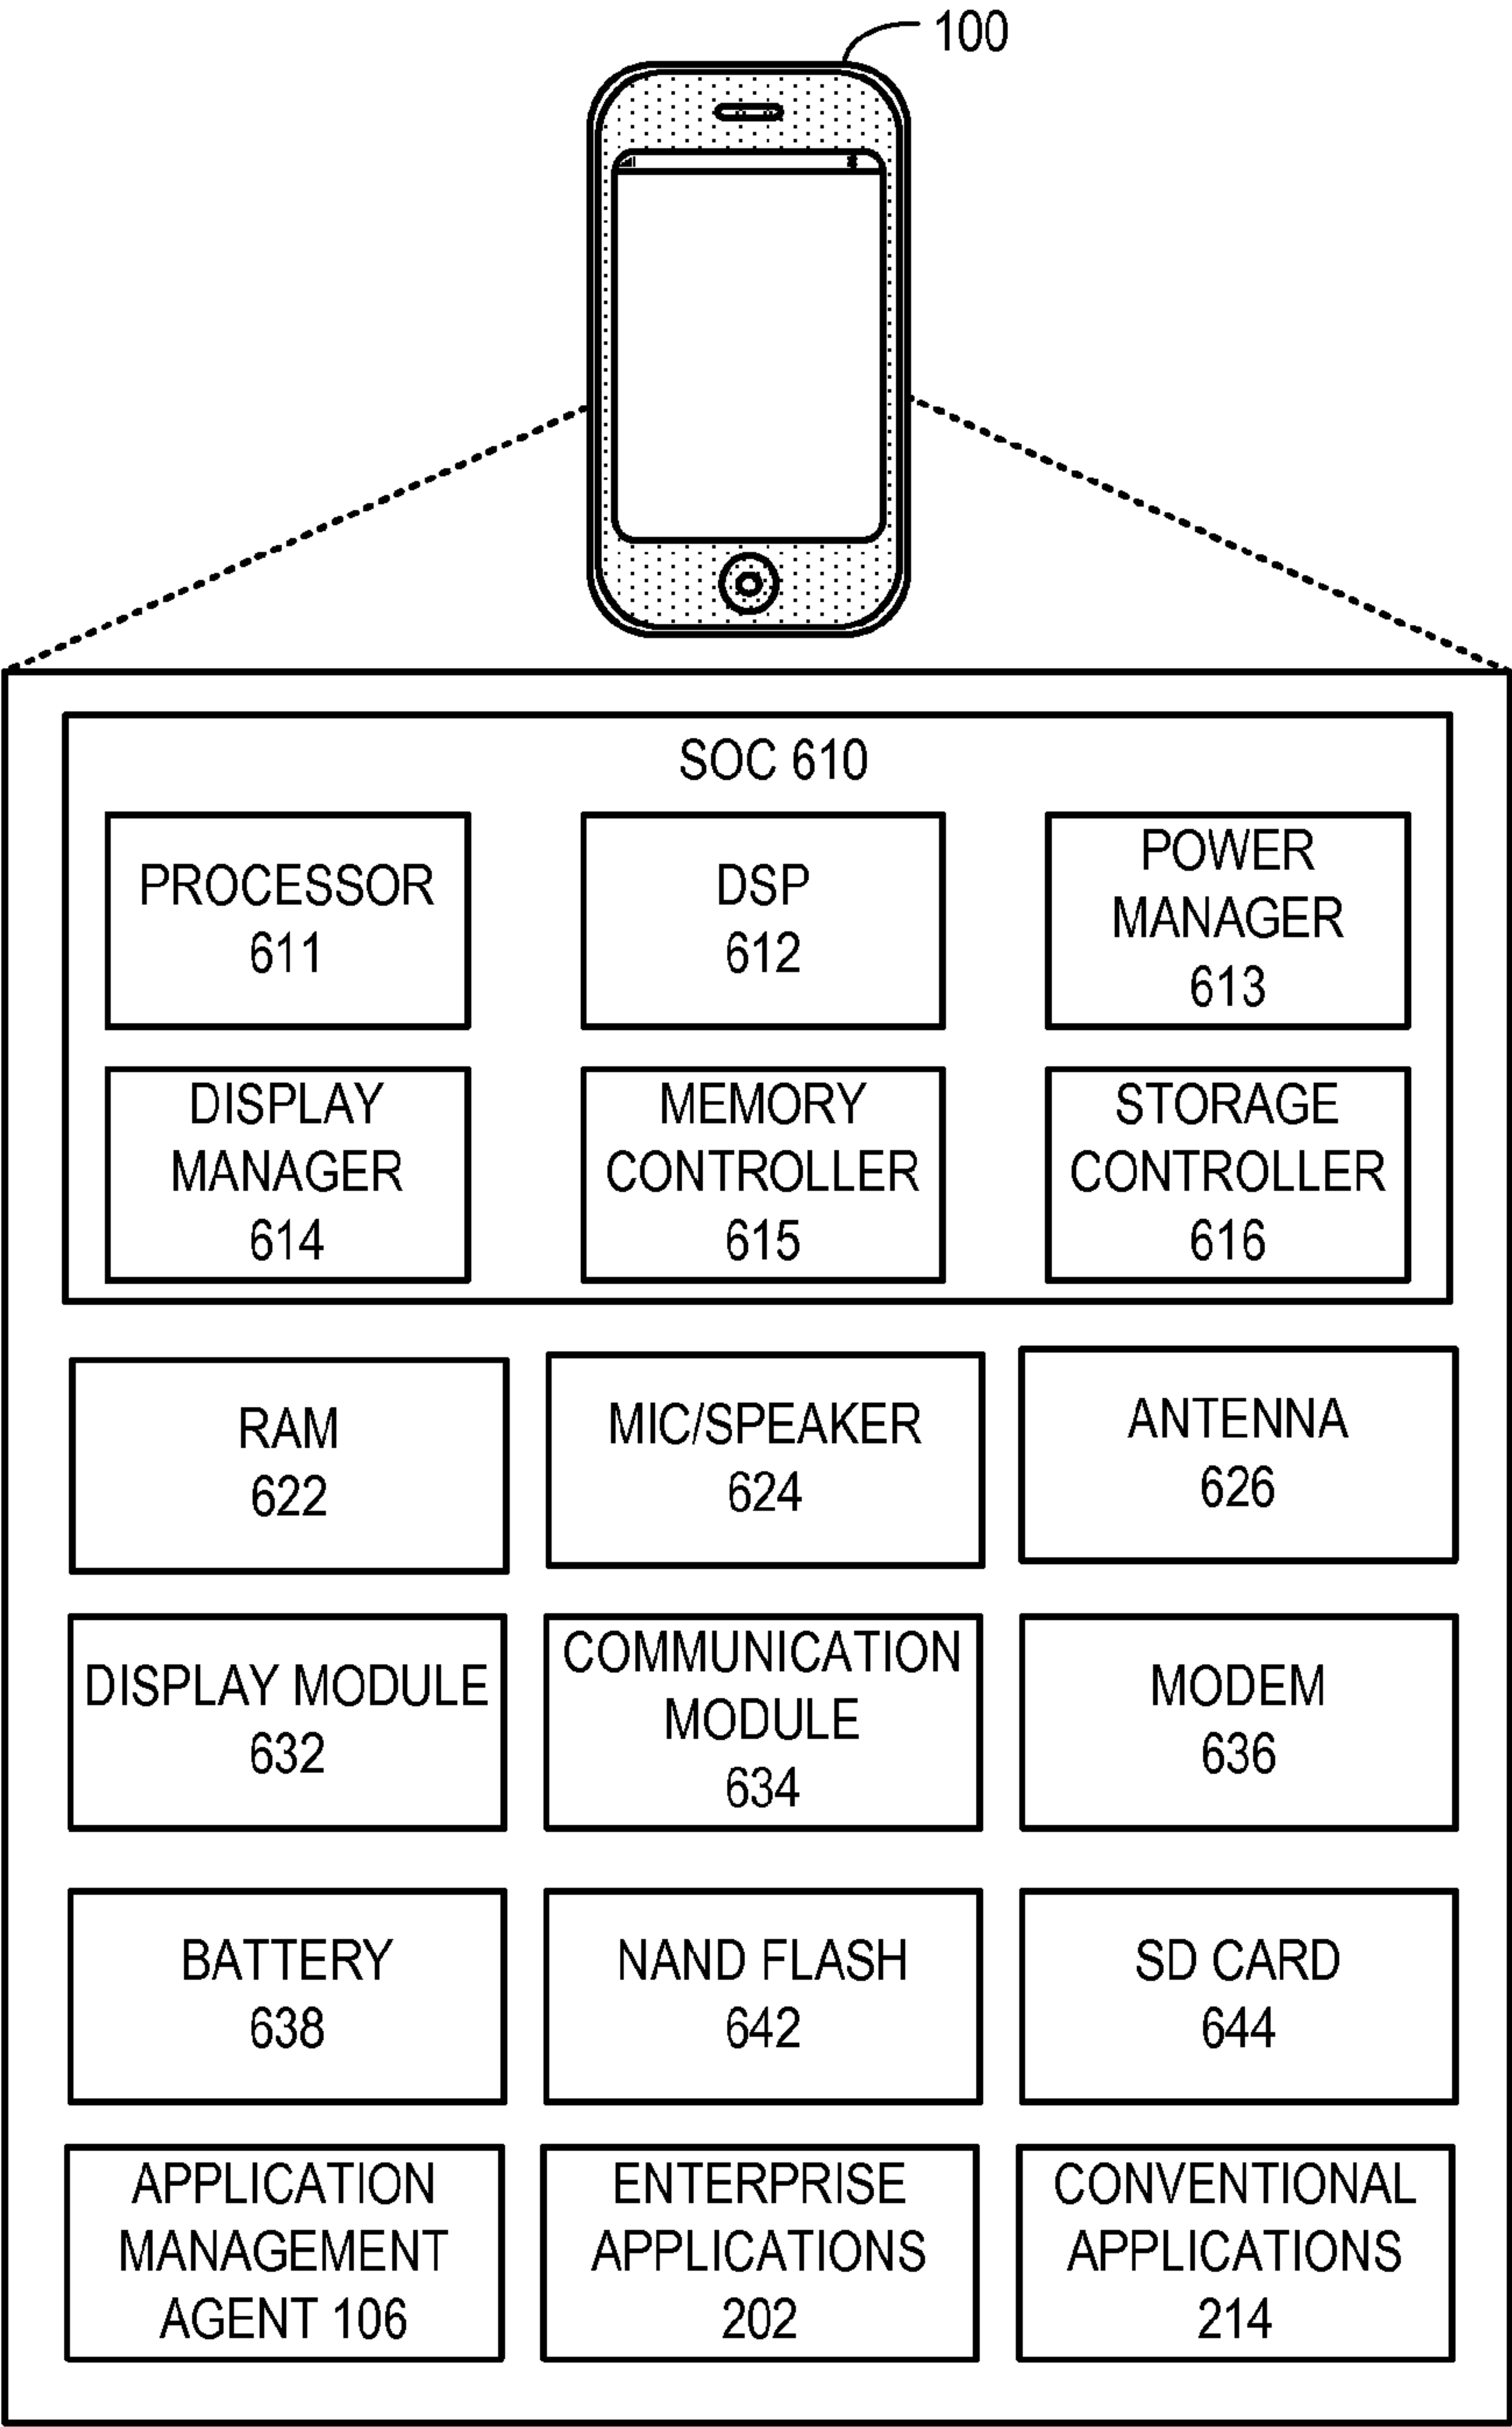 100
SOC 610
PROCESSOR
611
DSP
612
POWER
MANAGER
613
DISPLAY
MANAGER
614
MEMORY
CONTROLLER
615
STORAGE
CONTROLLER
616
RAM
622
MIC/SPEAKER
624
ANTENNA
626
DISPLAY MODULE
632
COMMUNICATION
MODULE
634
MODEM
636
BATTERY
638
NAND FLASH
642
SD CARD
644
APPLICATION
MANAGEMENT
AGENT 106
ENTERPRISE
APPLICATIONS
202
CONVENTIONAL
APPLICATIONS
214